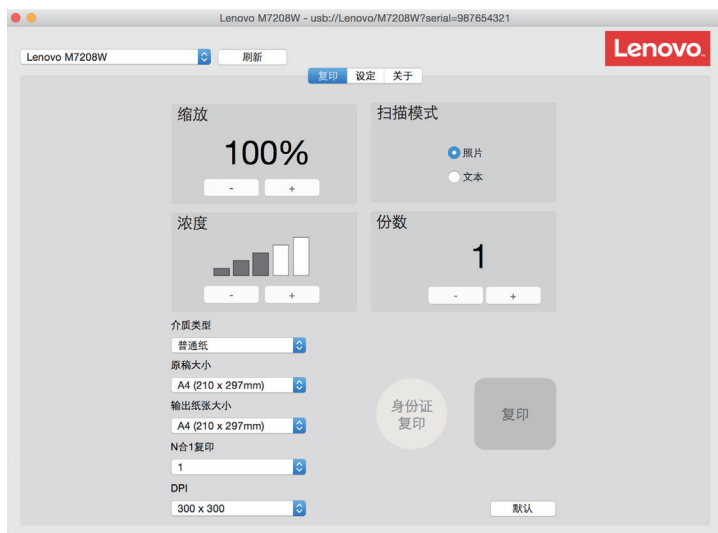 Lenovo M7208W - usb://Lenovo/M7208W?serial=987654321
Lenovo M7208W
刷新
Lenovo.
复印 设定 关于
缩放
100%
- +
扫描模式
照片
文本
浓度
- +
份数
1
- +
介质类型
普通纸
原稿大小
A4 (210 x 297mm)
输出纸张大小
A4 (210 x 297mm)
N合1复印
1
DPI
300 x 300
身份证
复印
复印
默认